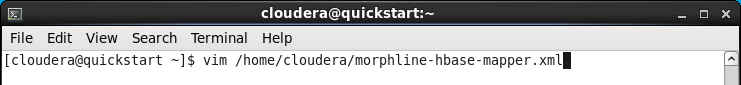 cloudera@quickstart:~
File Edit View Search Terminal Help
[cloudera@quickstart ~]$ vim /home/cloudera/morphline-hbase-mapper.xml